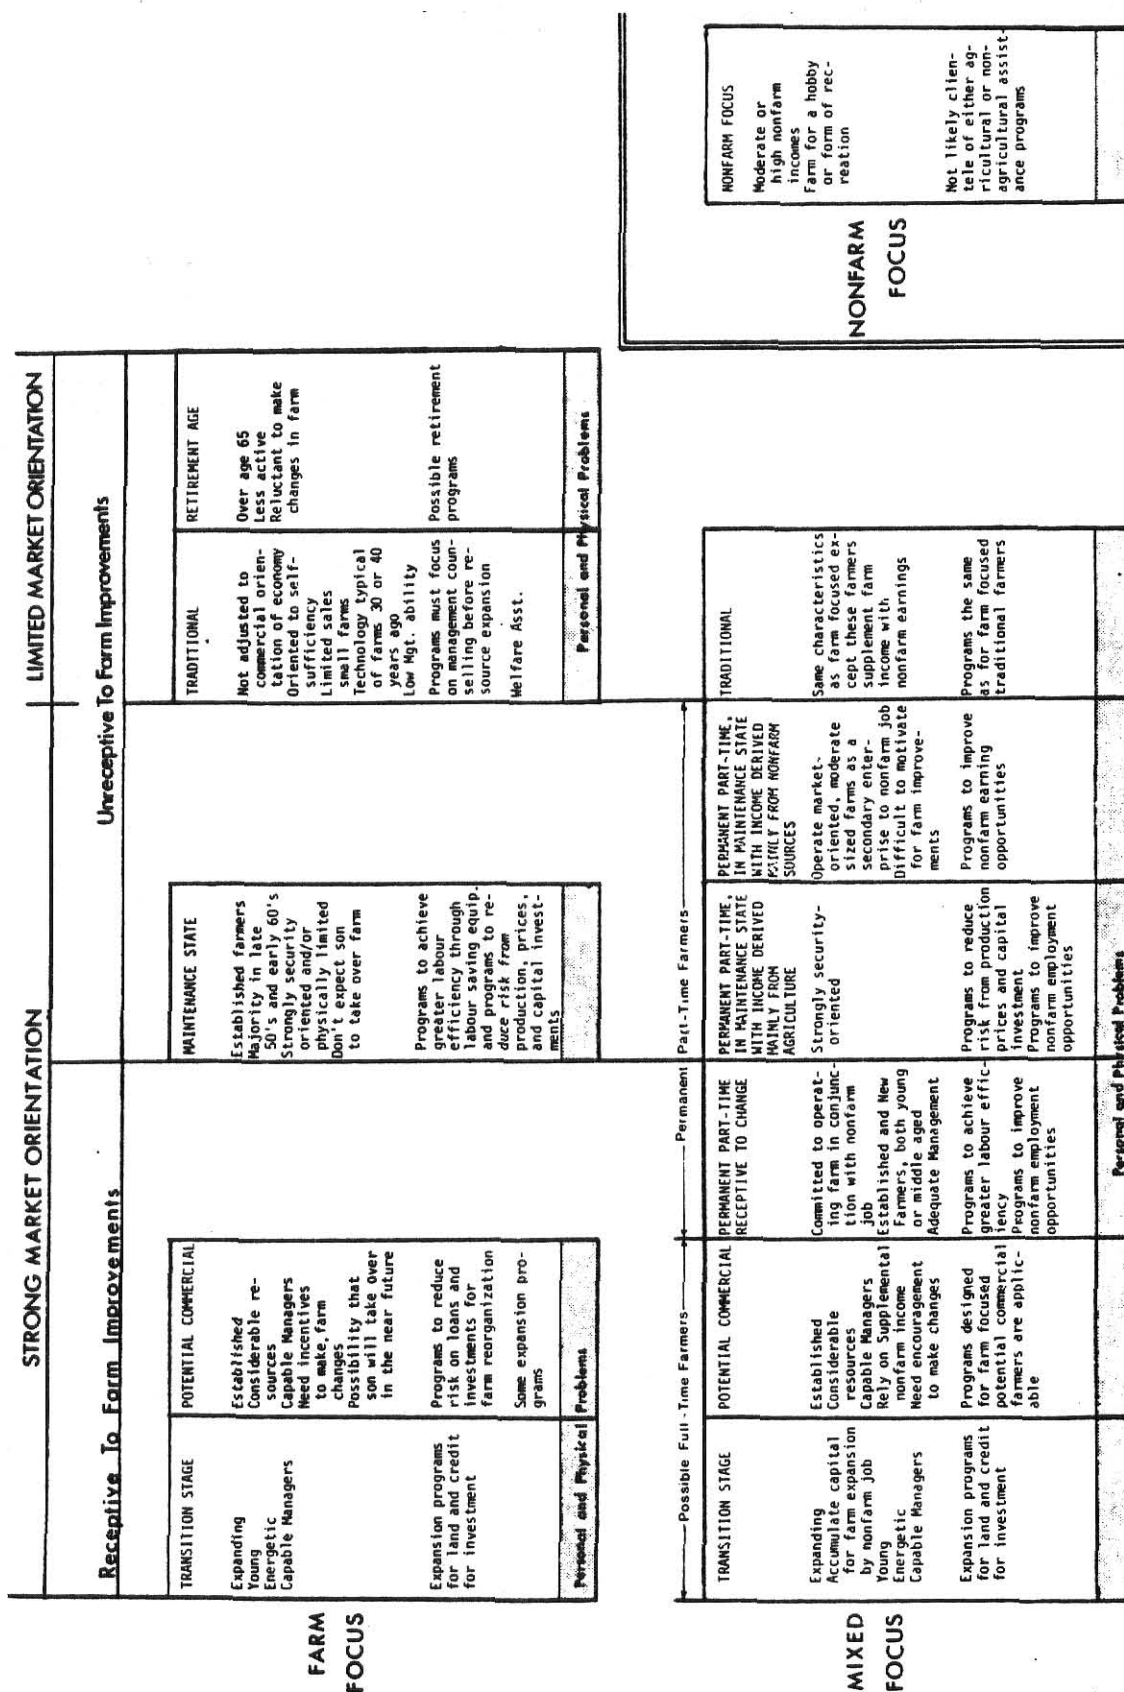 STRONG MARKET ORIENTATION
LIMITED MARKET ORIENTATION
Receptive To Farm Improvements
Unreceptive To Farm Improvements
FARM
FOCUS
TRANSITION STAGE
Expanding
Young
Energetic
Capable Managers
Expansion programs
for land and credit
for investment
POTENTIAL COMMERCIAL
Established
Considerable re-
sources
Capable Managers
Need incentives
to make farm
changes
Possibility that
son will take over
in the near future
Programs to reduce
risk on loans and
investments for
farm reorganization
Some expansion pro-
grams
Personal and Physical Problems
MAINTENANCE STATE
Established farmers
Majority in late
50's and early 60's
Strongly security
oriented and/or
physically limited
Don't expect son
to take over farm
Programs to achieve
greater labour
efficiency through
labour saving equip.
and programs to re-
duce risk from
production, prices,
and capital invest-
ments
TRADITIONAL
Not adjusted to
commercial orien-
tation of economy
Oriented to self-
sufficiency
Limited sales
small farms
Technology typical
of farms 30 or 40
years ago
Low Mgt. ability
Programs must focus
on management coun-
selling before re-
source expansion
Welfare Asst.
RETIREMENT AGE
Over age 65
Less active
Reluctant to make
changes in farm
Possible retirement
programs
Personal and Physical Problems
Possible Full-Time Farmers
Permanent Part-Time Farmers
MIXED
FOCUS
TRANSITION STAGE
Expanding
Accumulate capital
for farm expansion
by nonfarm job
Young
Energetic
Capable Managers
Expansion programs
for land and credit
for investment
POTENTIAL COMMERCIAL
Established
Considerable
resources
Capable Managers
Rely on Supplemental
nonfarm income
Need encouragement
to make changes
Programs designed
for farm focused
potential commercial
farmers are applic-
able
PERMANENT PART-TIME
RECEPTIVE TO CHANGE
Committed to operat-
ing farm in conjunc-
tion with nonfarm
job
Established and New
Farmers, both young
or middle aged
Adequate Management
Programs to achieve
greater labour effic-
iency
Programs to improve
nonfarm employment
opportunities
PERMANENT PART-TIME,
IN MAINTENANCE STATE
WITH INCOME DERIVED
MAINLY FROM
AGRICULTURE
Strongly security-
oriented
Programs to reduce
risk from production
prices and capital
investment
Programs to improve
nonfarm employment
opportunities
PERMANENT PART-TIME,
IN MAINTENANCE STATE
WITH INCOME DERIVED
MAINLY FROM NONFARM
SOURCES
Operate market-
oriented, moderate
sized farms as a
secondary enter-
prise to nonfarm job
Difficult to motivate
for farm improve-
ments
Programs to improve
nonfarm earning
opportunities
TRADITIONAL
Same characteristics
as farm focused ex-
cept these farmers
supplement farm
income with
nonfarm earnings
Programs the same
as for farm focused
traditional farmers
Personal and Physical Problems
NONFARM
FOCUS
NONFARM FOCUS
Moderate or
high nonfarm
incomes
Farm for a hobby
or form of rec-
reation
Not likely clien-
tele of either ag-
ricultural or non-
agricultural assist-
ance programs